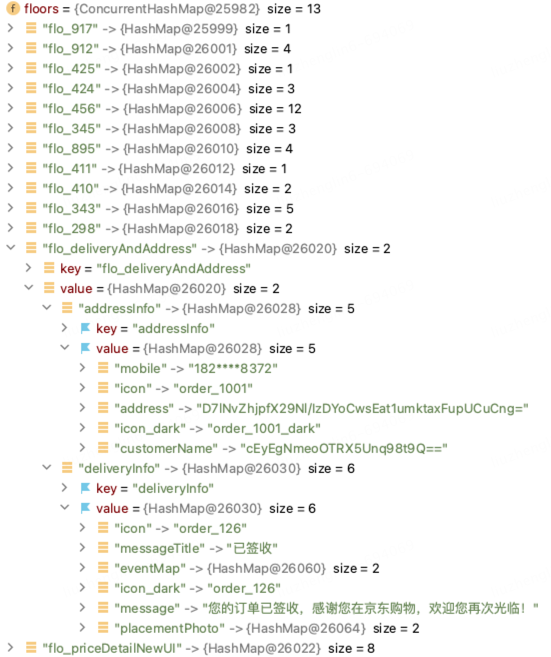 f floors = {ConcurrentHashMap@25982} size = 13
"flo_917" -> {HashMap@25999} size = 1
"flo_912" -> {HashMap@26001} size = 4
"flo_425" -> {HashMap@26002} size = 1
"flo_424" -> {HashMap@26004} size = 3
"flo_456" -> {HashMap@26006} size = 12
"flo_345" -> {HashMap@26008} size = 3
"flo_895" -> {HashMap@26010} size = 4
"flo_411" -> {HashMap@26012} size = 1
"flo_410" -> {HashMap@26014} size = 2
"flo_343" -> {HashMap@26016} size = 5
"flo_298" -> {HashMap@26018} size = 2
"flo_deliveryAndAddress" -> {HashMap@26020} size = 2
key = "flo_deliveryAndAddress"
value = {HashMap@26020} size = 2
"addressInfo" -> {HashMap@26028} size = 5
key = "addressInfo"
value = {HashMap@26028} size = 5
"mobile" -> "182****8372"
"icon" -> "order_1001"
"address" -> "D7lNvZhjpfX29Nl/lzDYoCwsEat1umktaxFupUCuCng="
"icon_dark" -> "order_1001_dark"
"customerName" -> "cEyEgNmeoOTRX5Unq98t9Q=="
"deliveryInfo" -> {HashMap@26030} size = 6
key = "deliveryInfo"
value = {HashMap@26030} size = 6
"icon" -> "order_126"
"messageTitle" -> "已签收"
"eventMap" -> {HashMap@26060} size = 2
"icon_dark" -> "order_126"
"message" -> "您的订单已签收，感谢您在京东购物，欢迎您再次光临！"
"placementPhoto" -> {HashMap@26064} size = 2
"flo_priceDetailNewUI" -> {HashMap@26022} size = 8